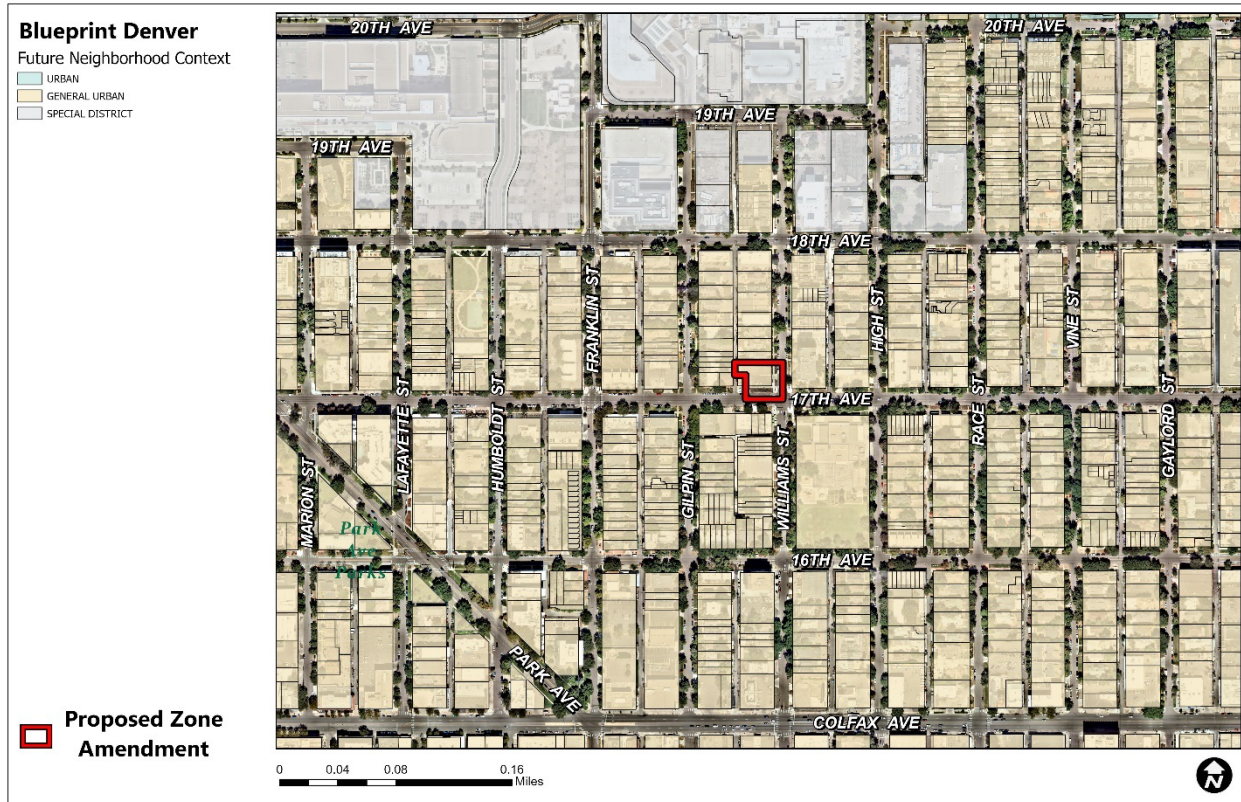 Blueprint Denver
Future Neighborhood Context
URBAN
GENERAL URBAN
SPECIAL DISTRICT
20TH AVE
20TH AVE
19TH AVE
19TH AVE
18TH AVE
MARION ST
LAFAYETTE ST
HUMBOLDT ST
FRANKLIN ST
GILPIN ST
WILLIAMS ST
HIGH ST
RACE ST
VINE ST
GAYLORD ST
17TH AVE
Park
Ave
Parks
16TH AVE
PARK AVE
COLFAX AVE
Proposed Zone
Amendment
0 0.04 0.08 0.16
Miles
N